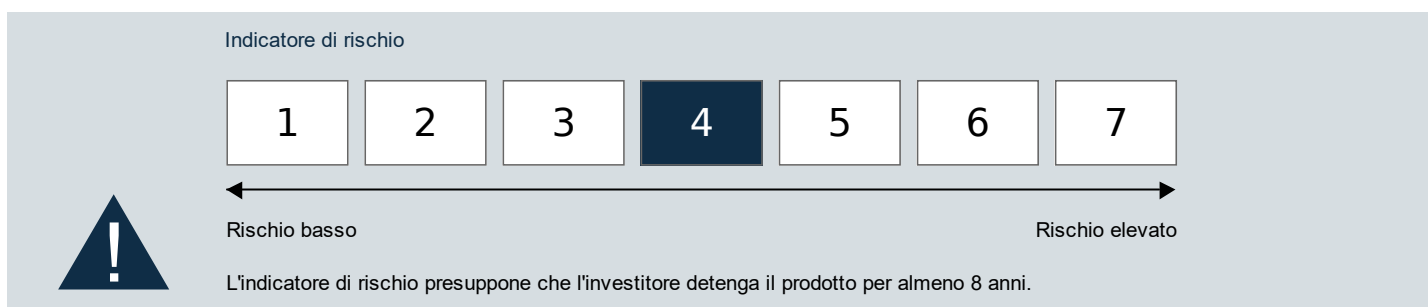 Indicatore di rischio
1 2 3 4 5 6 7
Rischio basso Rischio elevato
!
L'indicatore di rischio presuppone che l'investitore detenga il prodotto per almeno 8 anni.